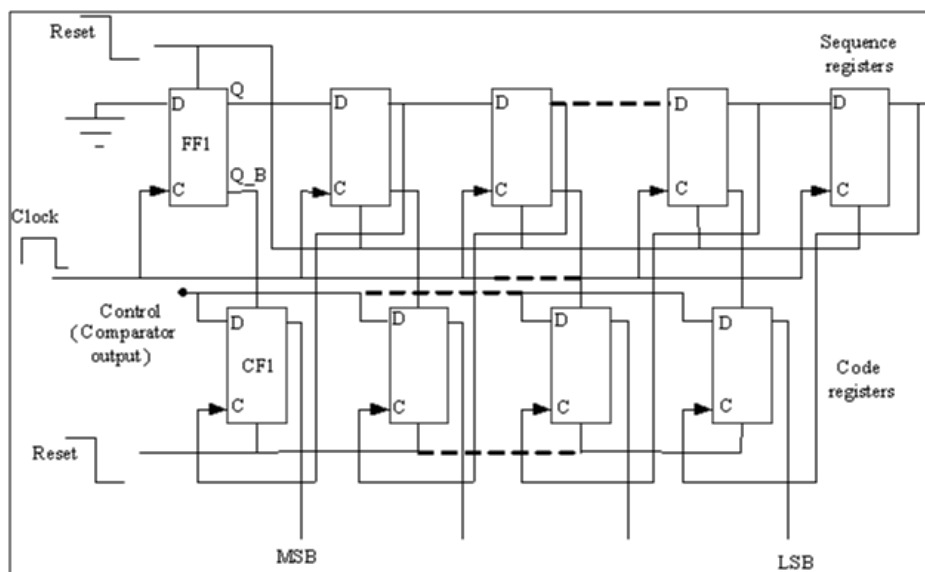 Reset
Sequence
registers
Q
D
D
D
D
D
FF1
Q_B
C
C
C
C
C
Clock
Control
(Comparator
output)
D
D
D
D
CF1
Code
registers
C
C
C
C
Reset
MSB
LSB